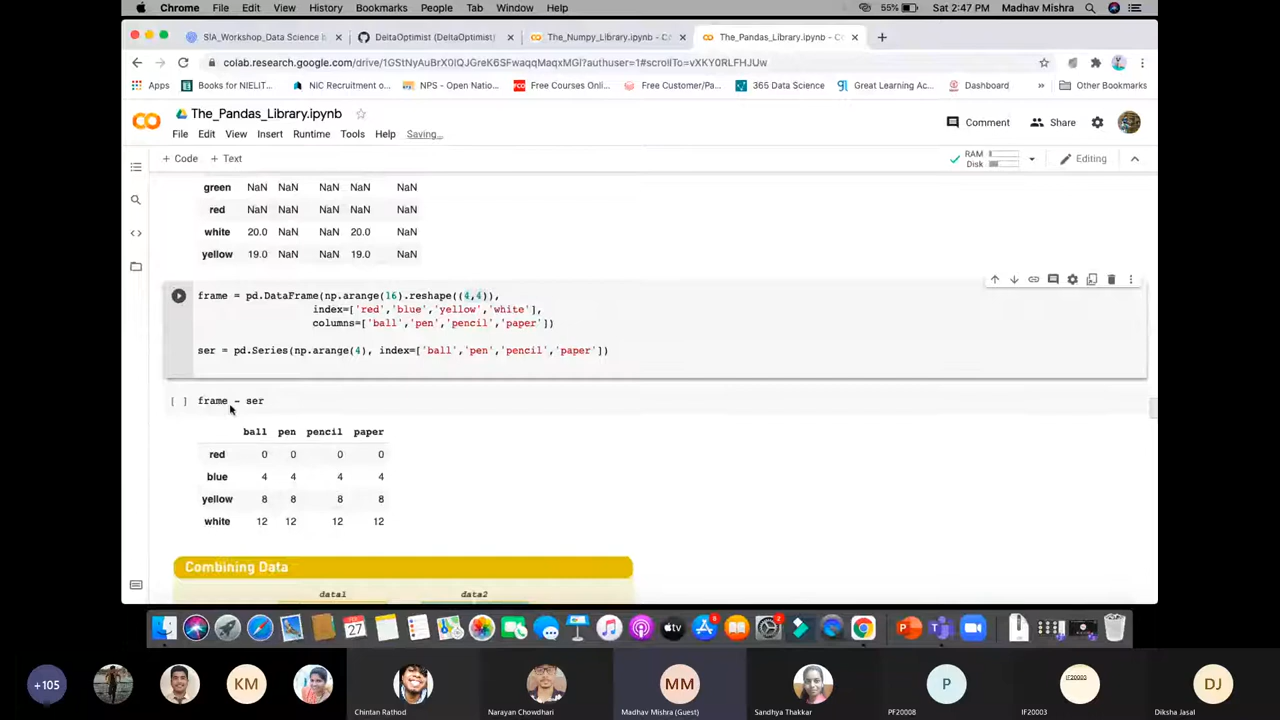 Chrome File Edit View History Bookmarks People Tab Window Help 55% Sat 2:47 PM Madhav Mishra
SIA_Workshop_Data Science b × DeltaOptimist (DeltaOptimist) × The_Numpy_Library.ipynb - Co × The_Pandas_Library.ipynb - Co ×
colab.research.google.com/drive/
Apps Books for NIELIT... NIC Recruitment o... NPS - Open Natio... Free Courses Onli... Free Customer/Pa... 365 Data Science Great Learning Ac... Dashboard » Other Bookmarks
The_Pandas_Library.ipynb
Comment Share
File Edit View Insert Runtime Tools Help Saving...
+ Code + Text RAM Disk Editing
green NaN NaN NaN NaN NaN
red NaN NaN NaN NaN NaN
white 20.0 NaN NaN 20.0 NaN
yellow 19.0 NaN NaN 19.0 NaN
frame = pd.DataFrame(np.arange(16).reshape((4,4)),
index=['red','blue','yellow','white'],
columns=['ball','pen','pencil','paper'])
ser = pd.Series(np.arange(4), index=['ball','pen','pencil','paper'])
[ ] frame - ser
ball pen pencil paper
red 0 0 0 0
blue 4 4 4 4
yellow 8 8 8 8
white 12 12 12 12
Combining Data
data1 data2
27 tv
+105 KM MM P IF20003 DJ
Chintan Rathod Narayan Chowdhari Madhav Mishra (Guest) Sandhya Thakkar PF20008 IF20003 Diksha Jasal